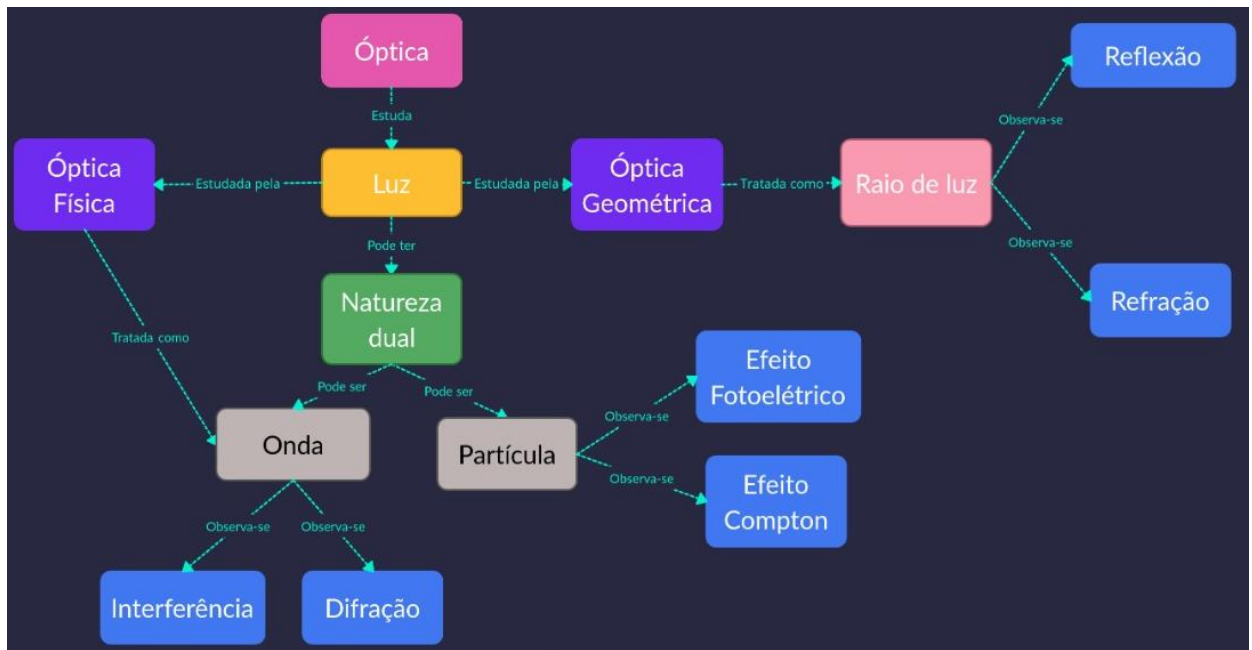 Óptica
Estuda
Reflexão
Observa-se
Óptica
Física
Estudada pela
Luz
Estudada pela
Óptica
Geométrica
Tratada como
Raio de luz
Pode ter
Observa-se
Natureza
dual
Refração
Tratada como
Pode ser
Pode ser
Efeito
Fotoelétrico
Observa-se
Onda
Partícula
Observa-se
Efeito
Compton
Observa-se
Observa-se
Interferência
Difração